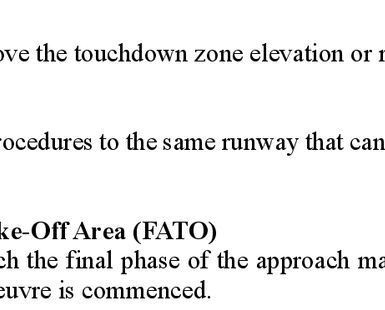 ove the touchdown zone elevation or r
rocedures to the same runway that can
ke-Off Area (FATO)
ch the final phase of the approach ma
euvre is commenced.